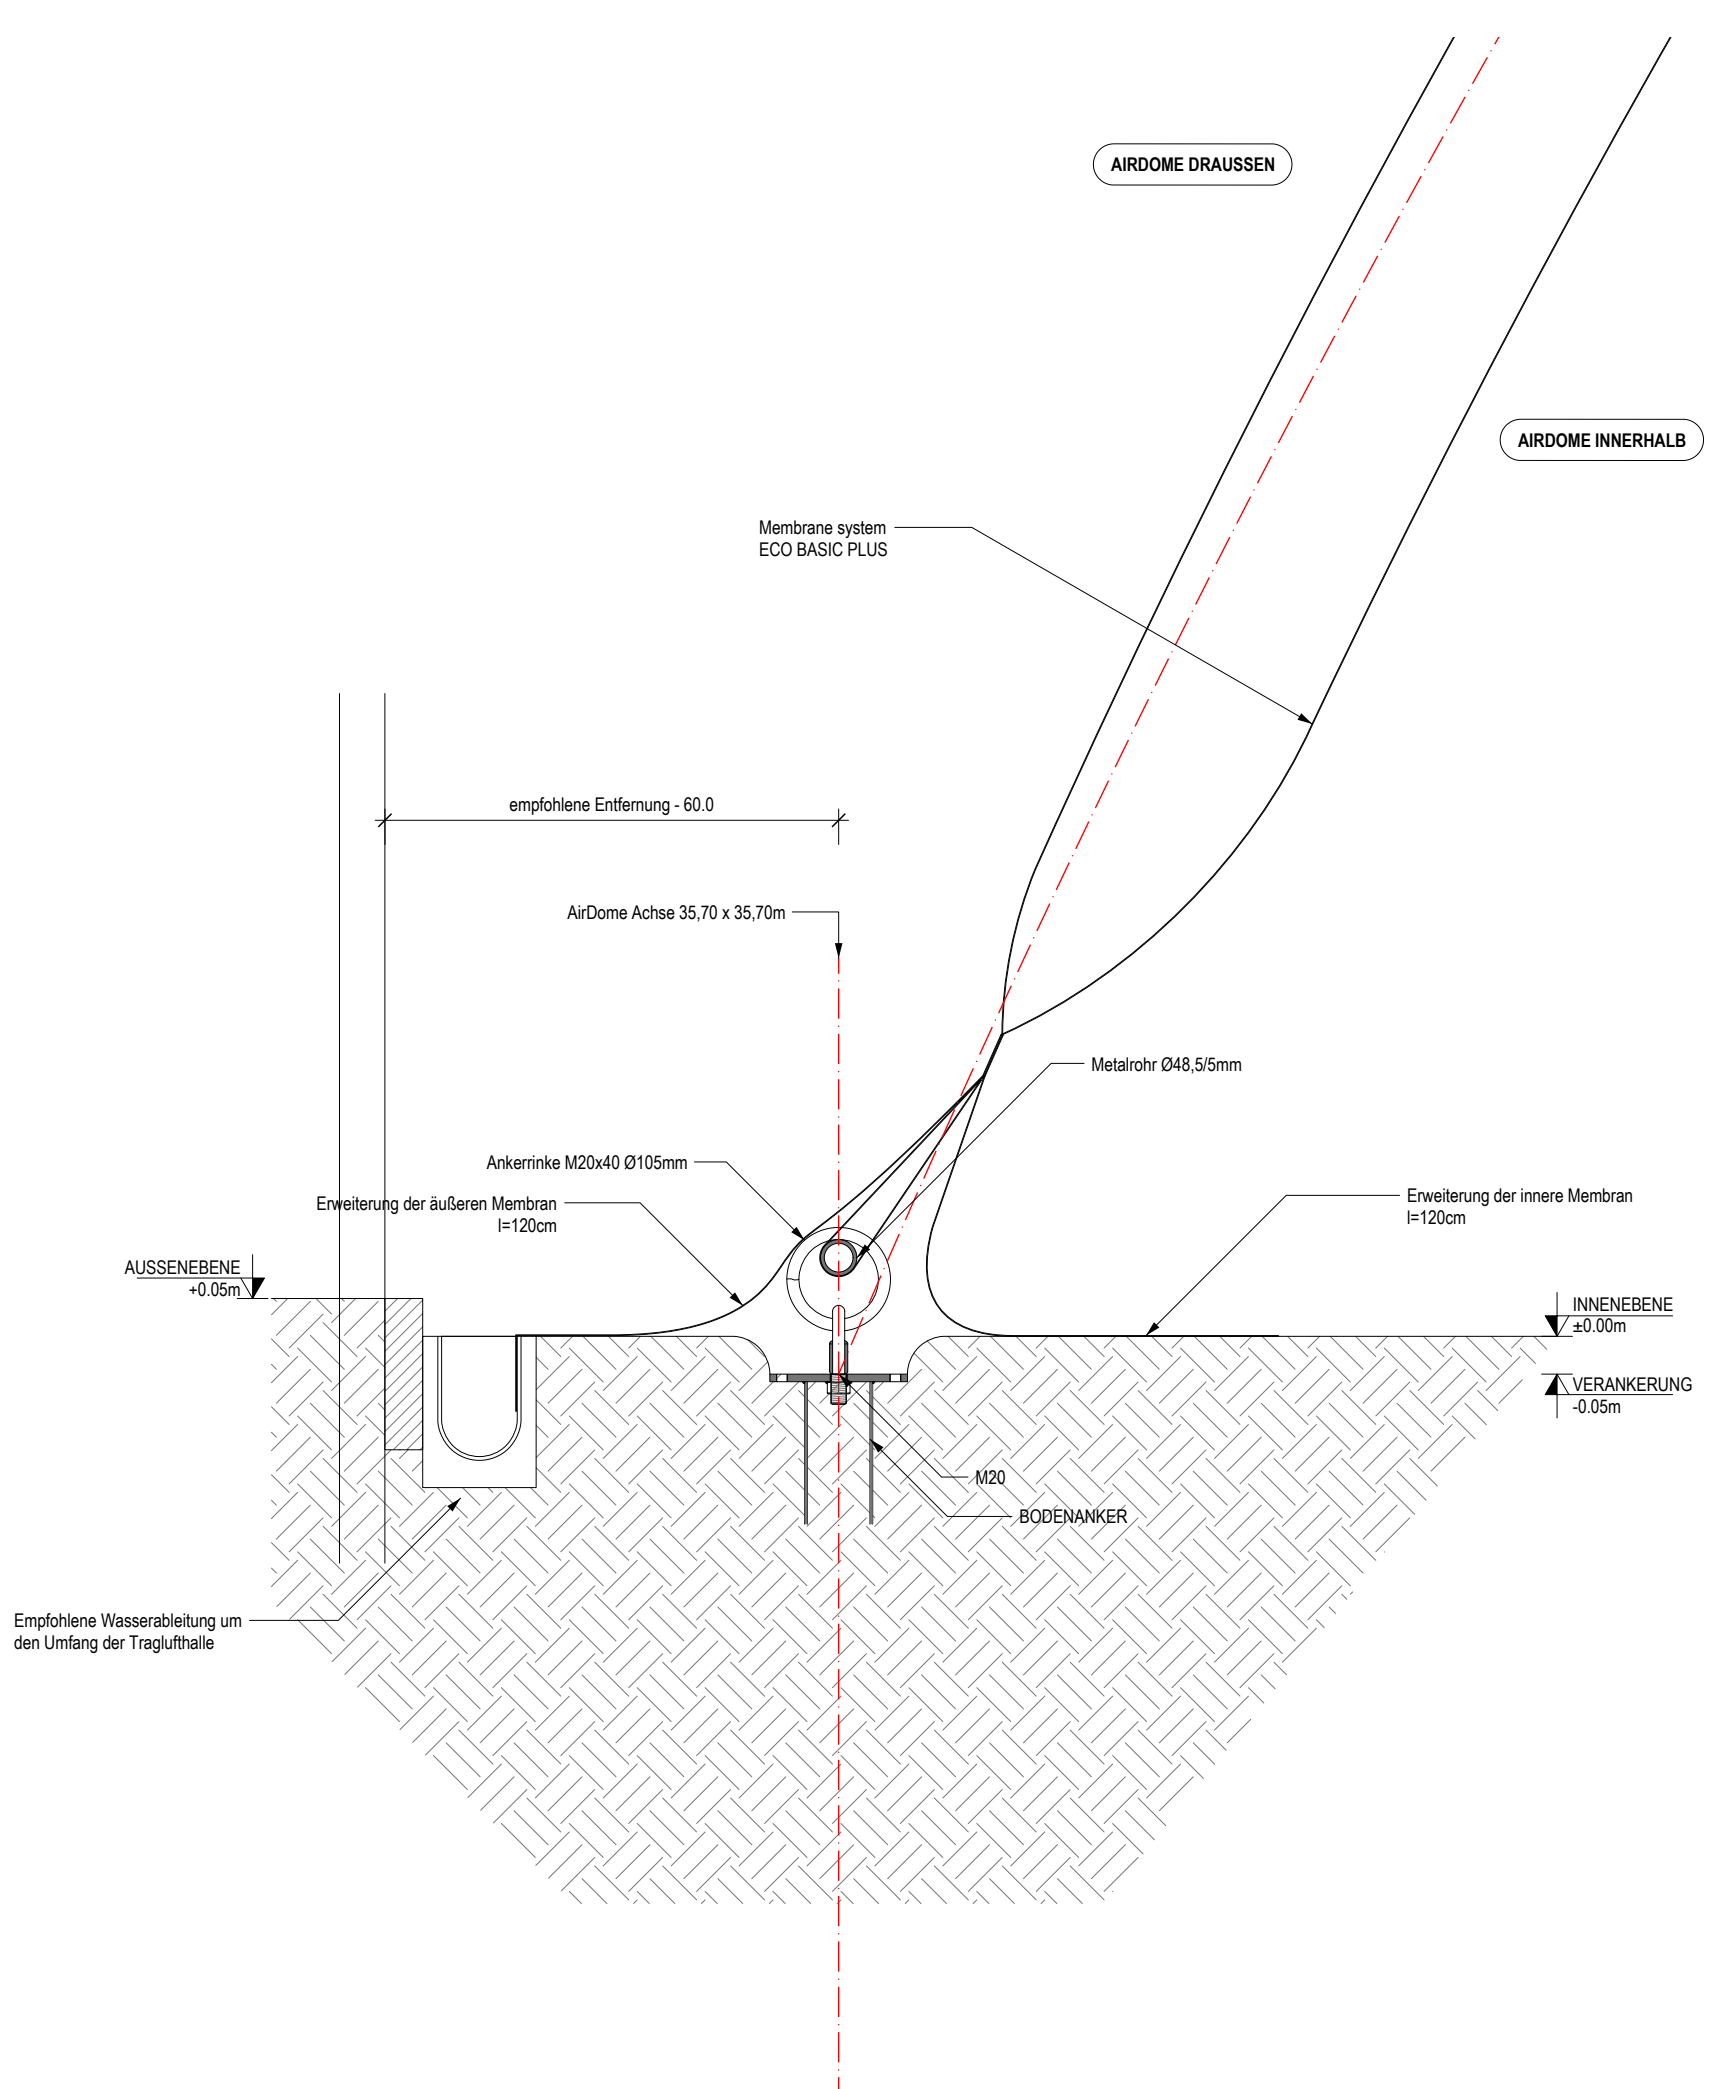 AIRDOME DRAUSSEN
AIRDOME INNERHALB
Membrane system
ECO BASIC PLUS
empfohlene Entfernung - 60.0
AirDome Achse 35,70 x 35,70m
Metalrohr Ø48,5/5mm
Ankerrinke M20x40 Ø105mm
Erweiterung der äußeren Membran
l=120cm
Erweiterung der innere Membran
l=120cm
AUSSENEBENE
+0.05m
INNENEBENE
±0.00m
VERANKERUNG
-0.05m
M20
BODENANKER
Empfohlene Wasserableitung um
den Umfang der Traglufthalle